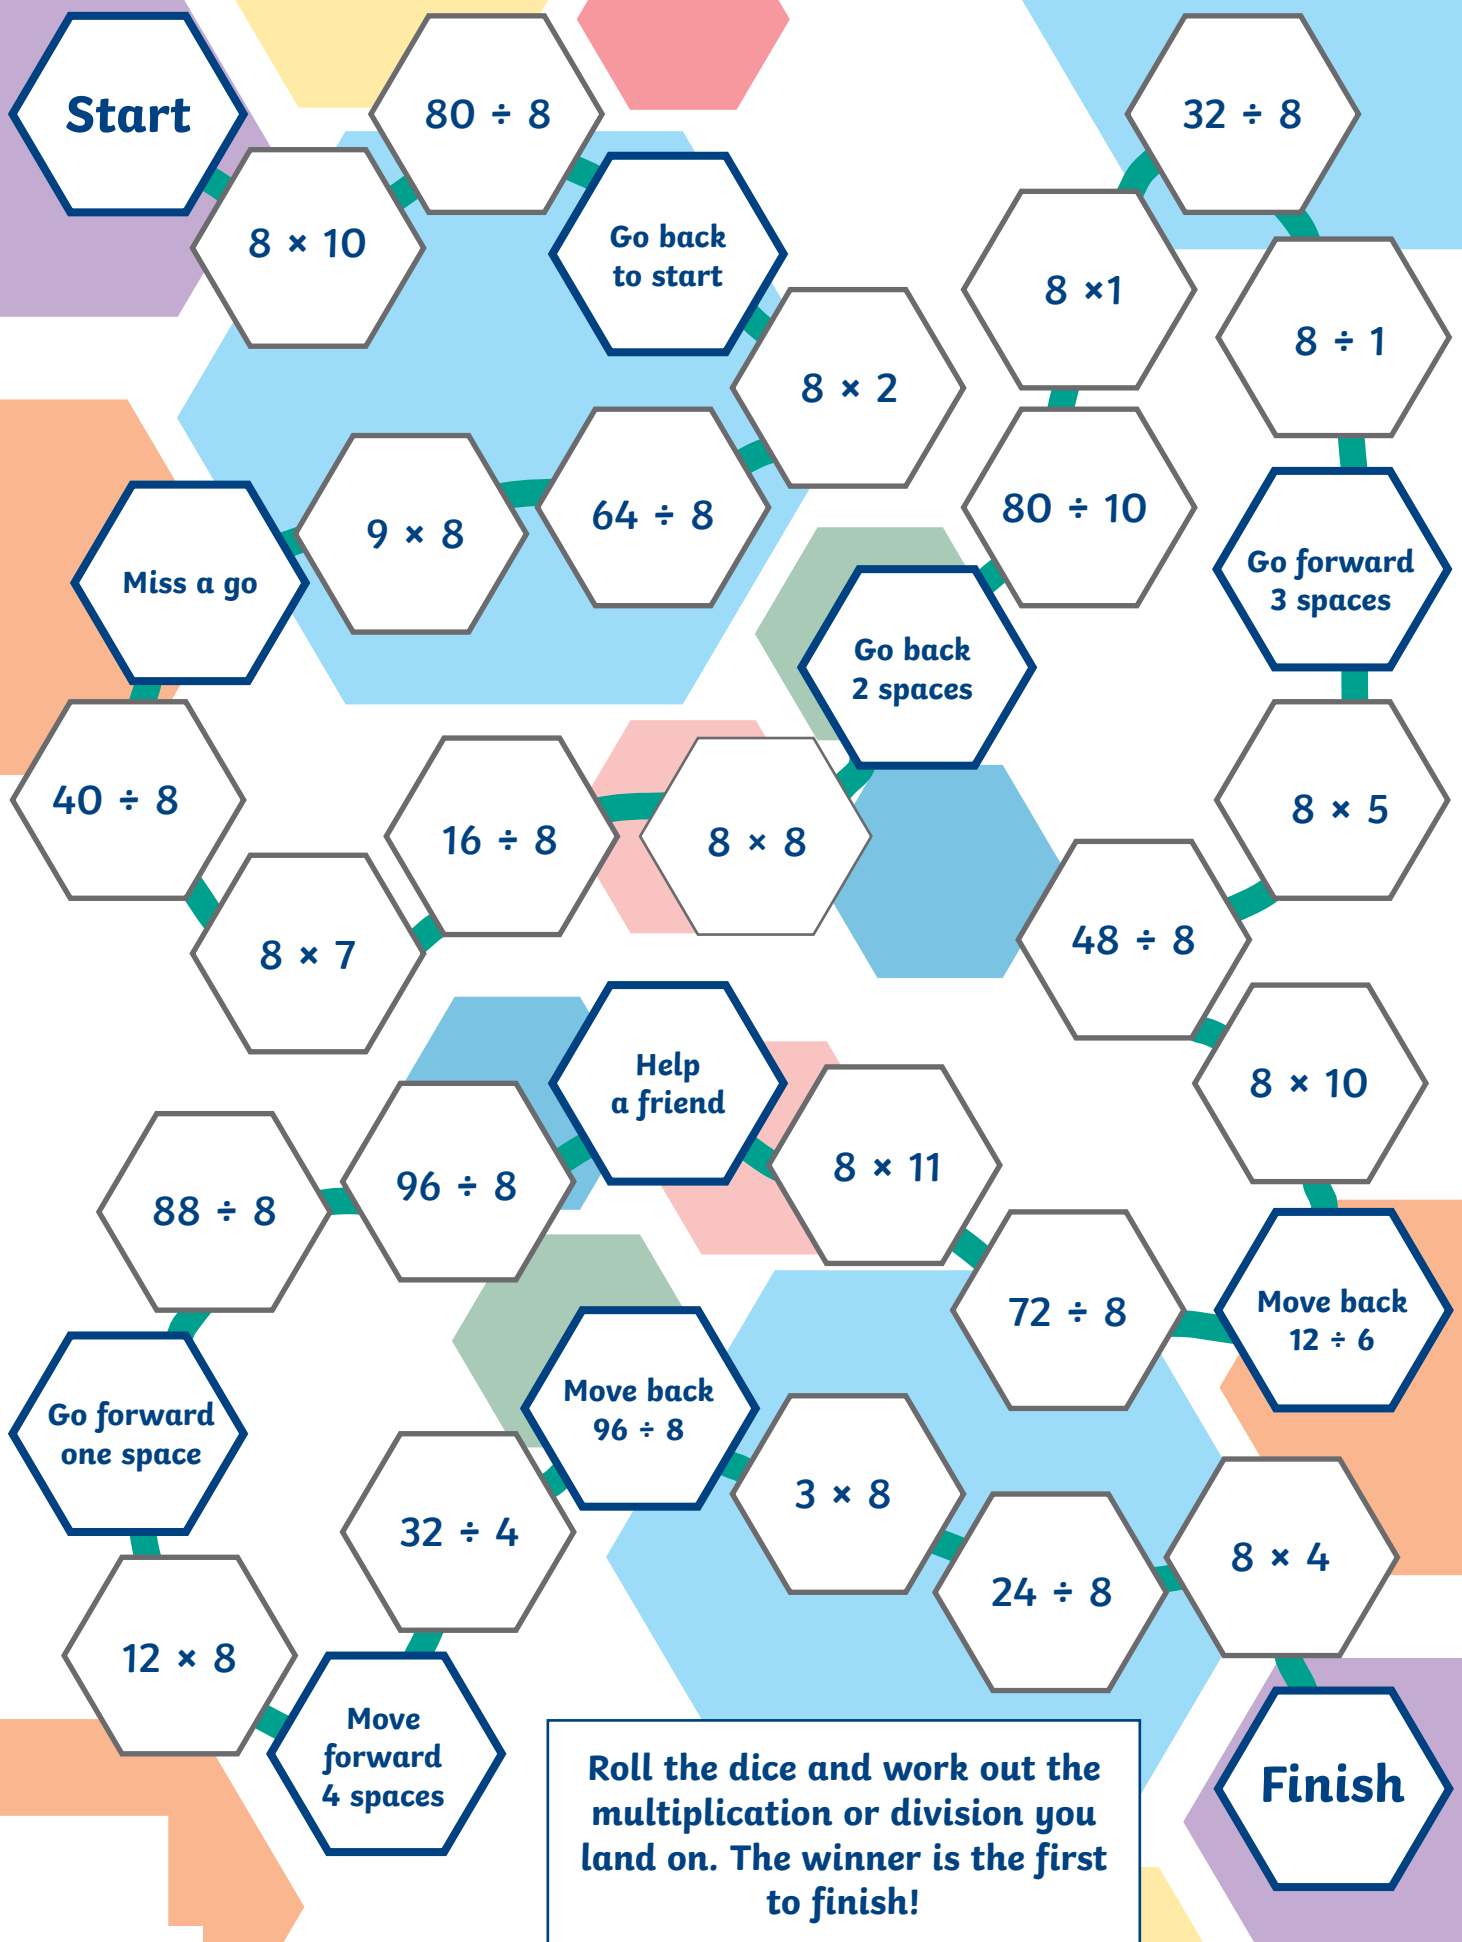 Start
8 × 10
80 ÷ 8
Go back
to start
8 × 2
64 ÷ 8
9 × 8
Miss a go
40 ÷ 8
8 × 7
16 ÷ 8
8 × 8
Go back
2 spaces
80 ÷ 10
8 ×1
32 ÷ 8
8 ÷ 1
Go forward
3 spaces
8 × 5
48 ÷ 8
8 × 10
Move back
12 ÷ 6
72 ÷ 8
8 × 11
Help
a friend
96 ÷ 8
88 ÷ 8
Go forward
one space
12 × 8
Move
forward
4 spaces
32 ÷ 4
Move back
96 ÷ 8
3 × 8
24 ÷ 8
8 × 4
Finish
Roll the dice and work out the
multiplication or division you
land on. The winner is the first
to finish!